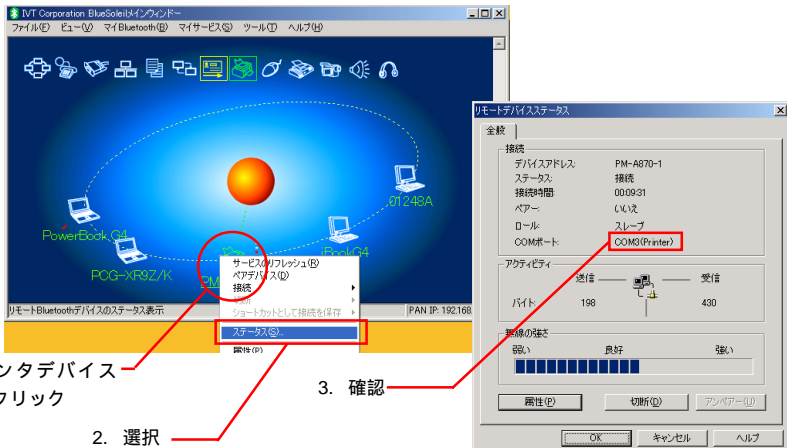 IVT Corporation BlueSoleilメインウィンドー
ファイル(F) ビュー(V) マイBluetooth(B) マイサービス(S) ツール(T) ヘルプ(H)
01248A
PowerBook G4
iBookG4
PCG-XR9Z/K
PM
サービスのリフレッシュ(R)
ペアデバイス(D)
接続
ショートカットとして接続を保存
ステータス(S)...
属性(P)
リモートBluetoothデバイスのステータス表示
PAN IP: 192.168.
ンタデバイス
クリック
2. 選択
3. 確認
リモートデバイスステータス
全般
接続
デバイスアドレス: PM-A870-1
ステータス: 接続
接続時間: 00:09:31
ペアー: いいえ
ロール: スレーブ
COMポート: COM3(Printer)
アクティビティー
送信 受信
バイト: 198 430
無線の強さ
弱い 良好 強い
属性(P) 切断(D) アンペアー(U)
OK キャンセル ヘルプ